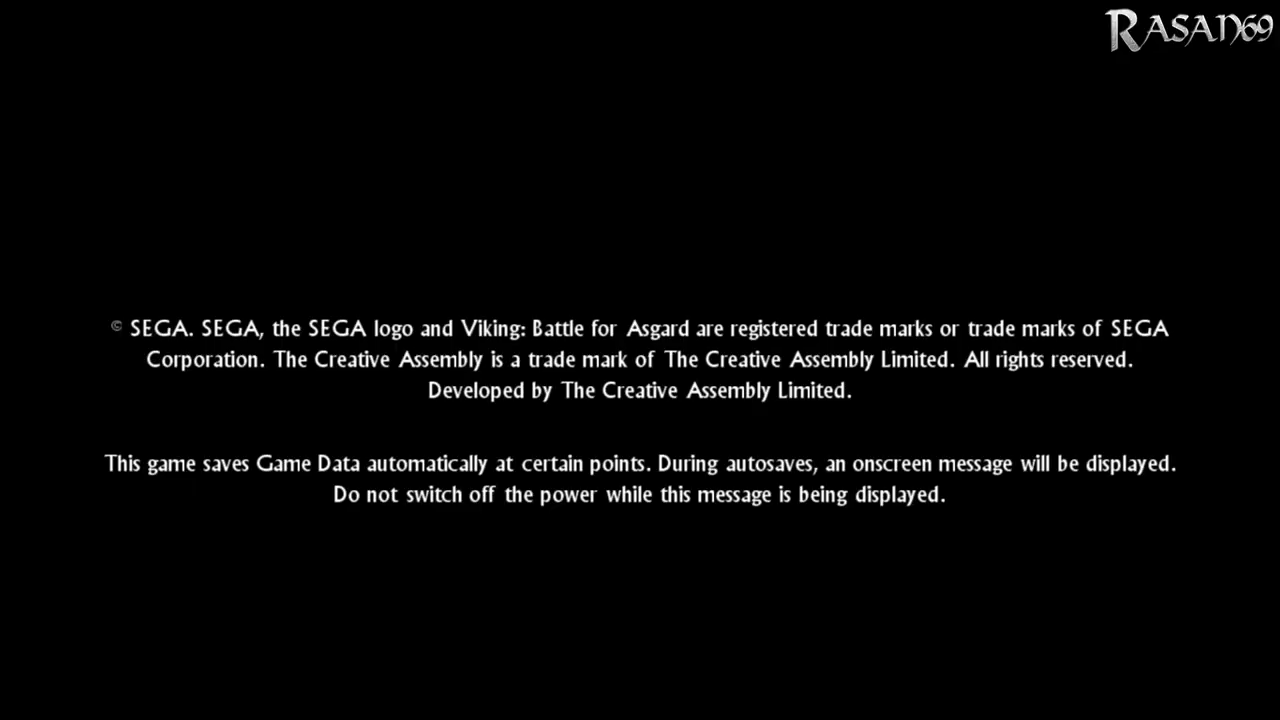 RASAN69
© SEGA. SEGA, the SEGA logo and Viking: Battle for Asgard are registered trade marks or trade marks of SEGA
Corporation. The Creative Assembly is a trade mark of The Creative Assembly Limited. All rights reserved.
Developed by The Creative Assembly Limited.
This game saves Game Data automatically at certain points. During autosaves, an onscreen message will be displayed.
Do not switch off the power while this message is being displayed.